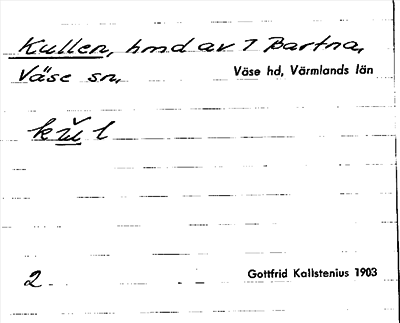 Kullen, hmd av 7 Bartna,
Väse sn. Väse hd, Värmlands län
kŭl
2. Gottfrid Kallstenius 1903